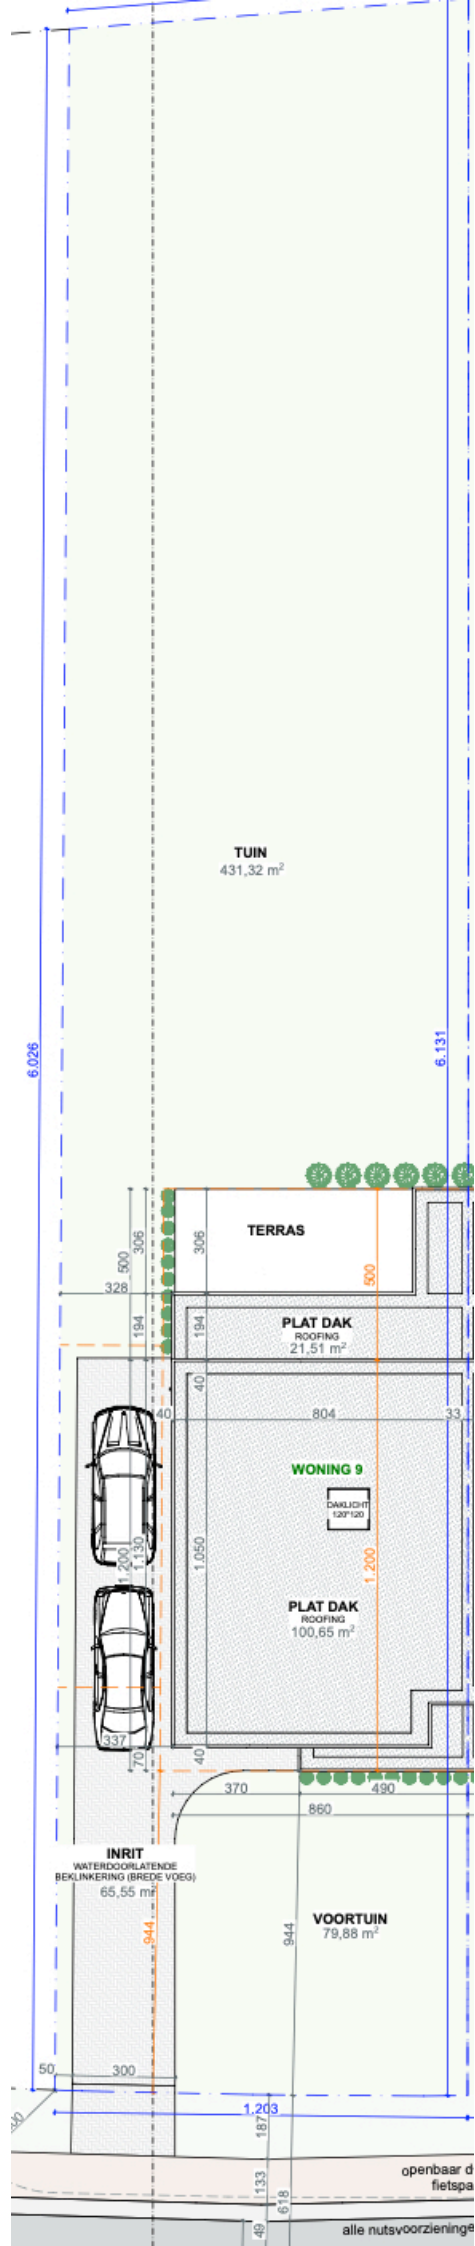 TUIN
431,32 m²
6.026
6.131
TERRAS
306
306
500
500
328
194
194
PLAT DAK
ROOFING
21,51 m²
40
40
804
33
WONING 9
DAKLICHT
120*120
1.200
1.130
1.050
1.200
PLAT DAK
ROOFING
100,65 m²
337
70
40
370
490
860
INRIT
WATERDOORLATENDE
BEKLINKERING (BREDE VOEG)
65,55 m²
944
944
VOORTUIN
79,88 m²
50
300
1.203
187
133
618
49
openbaar d
fietspa
alle nutsvoorzieninge